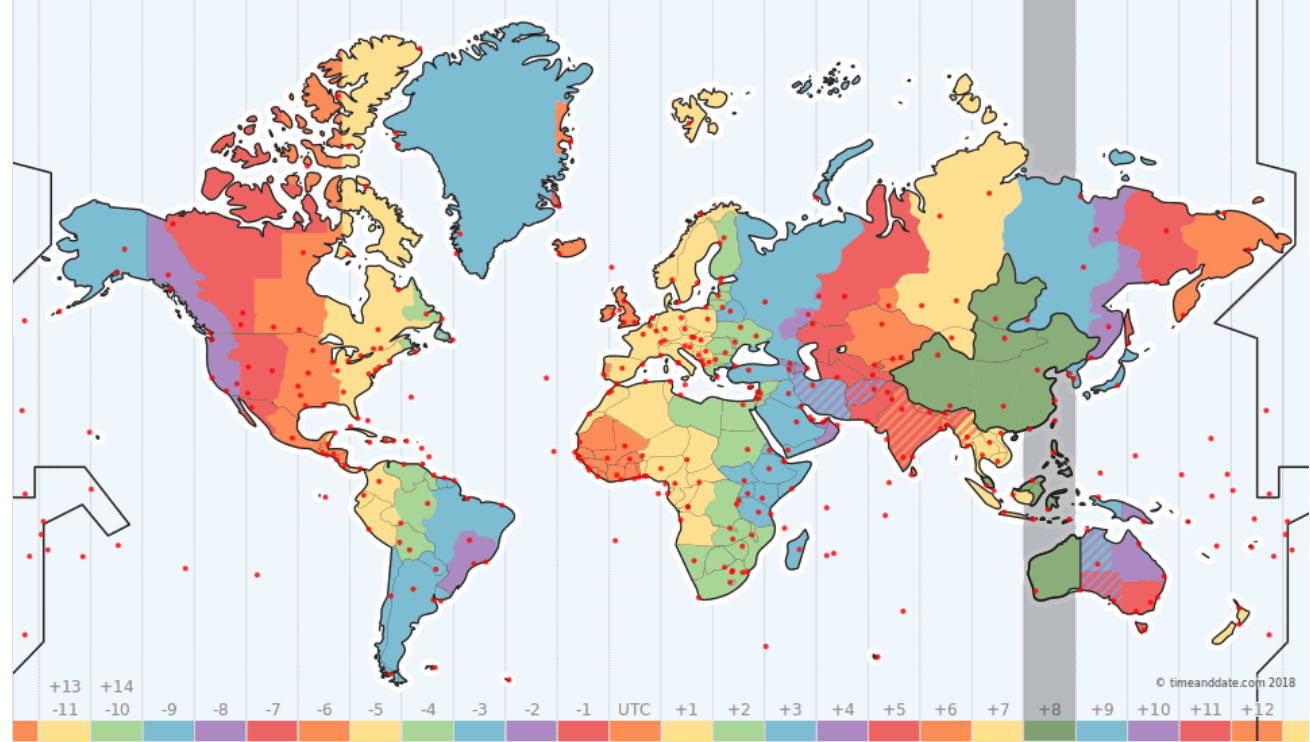 © timeanddate.com 2018
+13 +14
-11 -10 -9 -8 -7 -6 -5 -4 -3 -2 -1 UTC +1 +2 +3 +4 +5 +6 +7 +8 +9 +10 +11 +12